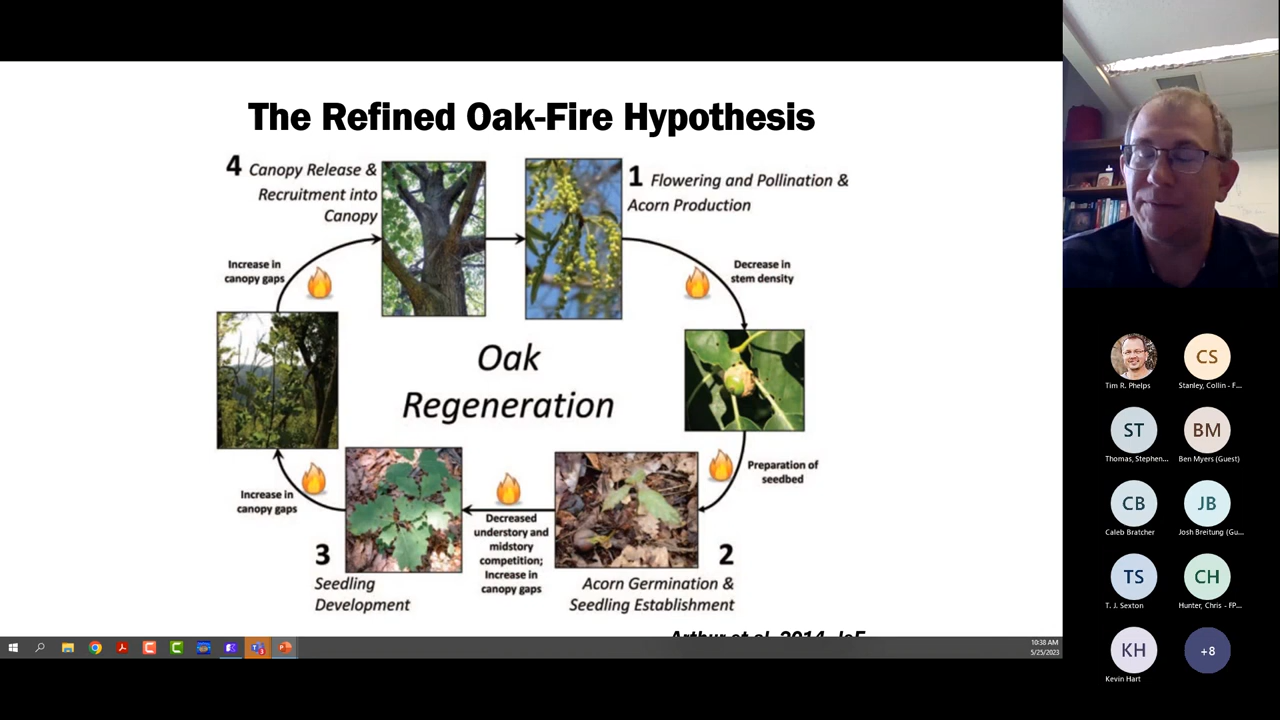 The Refined Oak-Fire Hypothesis
4 Canopy Release &
Recruitment into
Canopy
1 Flowering and Pollination &
Acorn Production
Increase in
canopy gaps
Decrease in
stem density
Oak
Regeneration
Preparation of
seedbed
Increase in
canopy gaps
Decreased
understory and
midstory
competition;
Increase in
canopy gaps
3
Seedling
Development
2
Acorn Germination &
Seedling Establishment
Arthur et al. 2014, JoF
10:38 AM
5/25/2023
Tim R. Phelps
CS
Stanley, Collin - F...
ST
Thomas, Stephen...
BM
Ben Myers (Guest)
CB
Caleb Bratcher
JB
Josh Breitung (Gu...
TS
T. J. Sexton
CH
Hunter, Chris - FP...
KH
Kevin Hart
+8